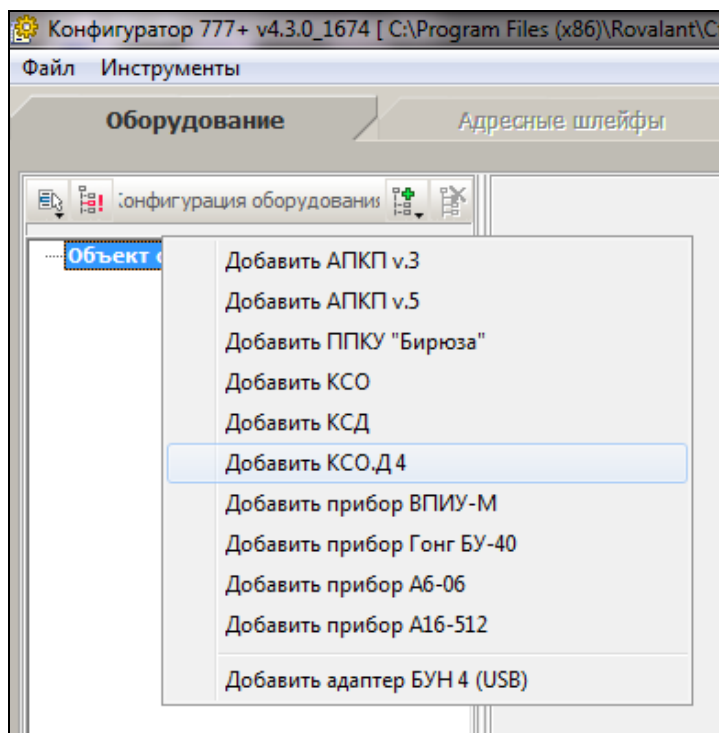 Конфигуратор 777+ v4.3.0_1674 [ C:\Program Files (x86)\Rovalant\C
Файл Инструменты
Оборудование Адресные шлейфы
конфигурация оборудования
Объект
Добавить АПКП v.3
Добавить АПКП v.5
Добавить ППКУ "Бирюза"
Добавить КСО
Добавить КСД
Добавить КСО.Д 4
Добавить прибор ВПИУ-М
Добавить прибор Гонг БУ-40
Добавить прибор А6-06
Добавить прибор А16-512
Добавить адаптер БУН 4 (USB)